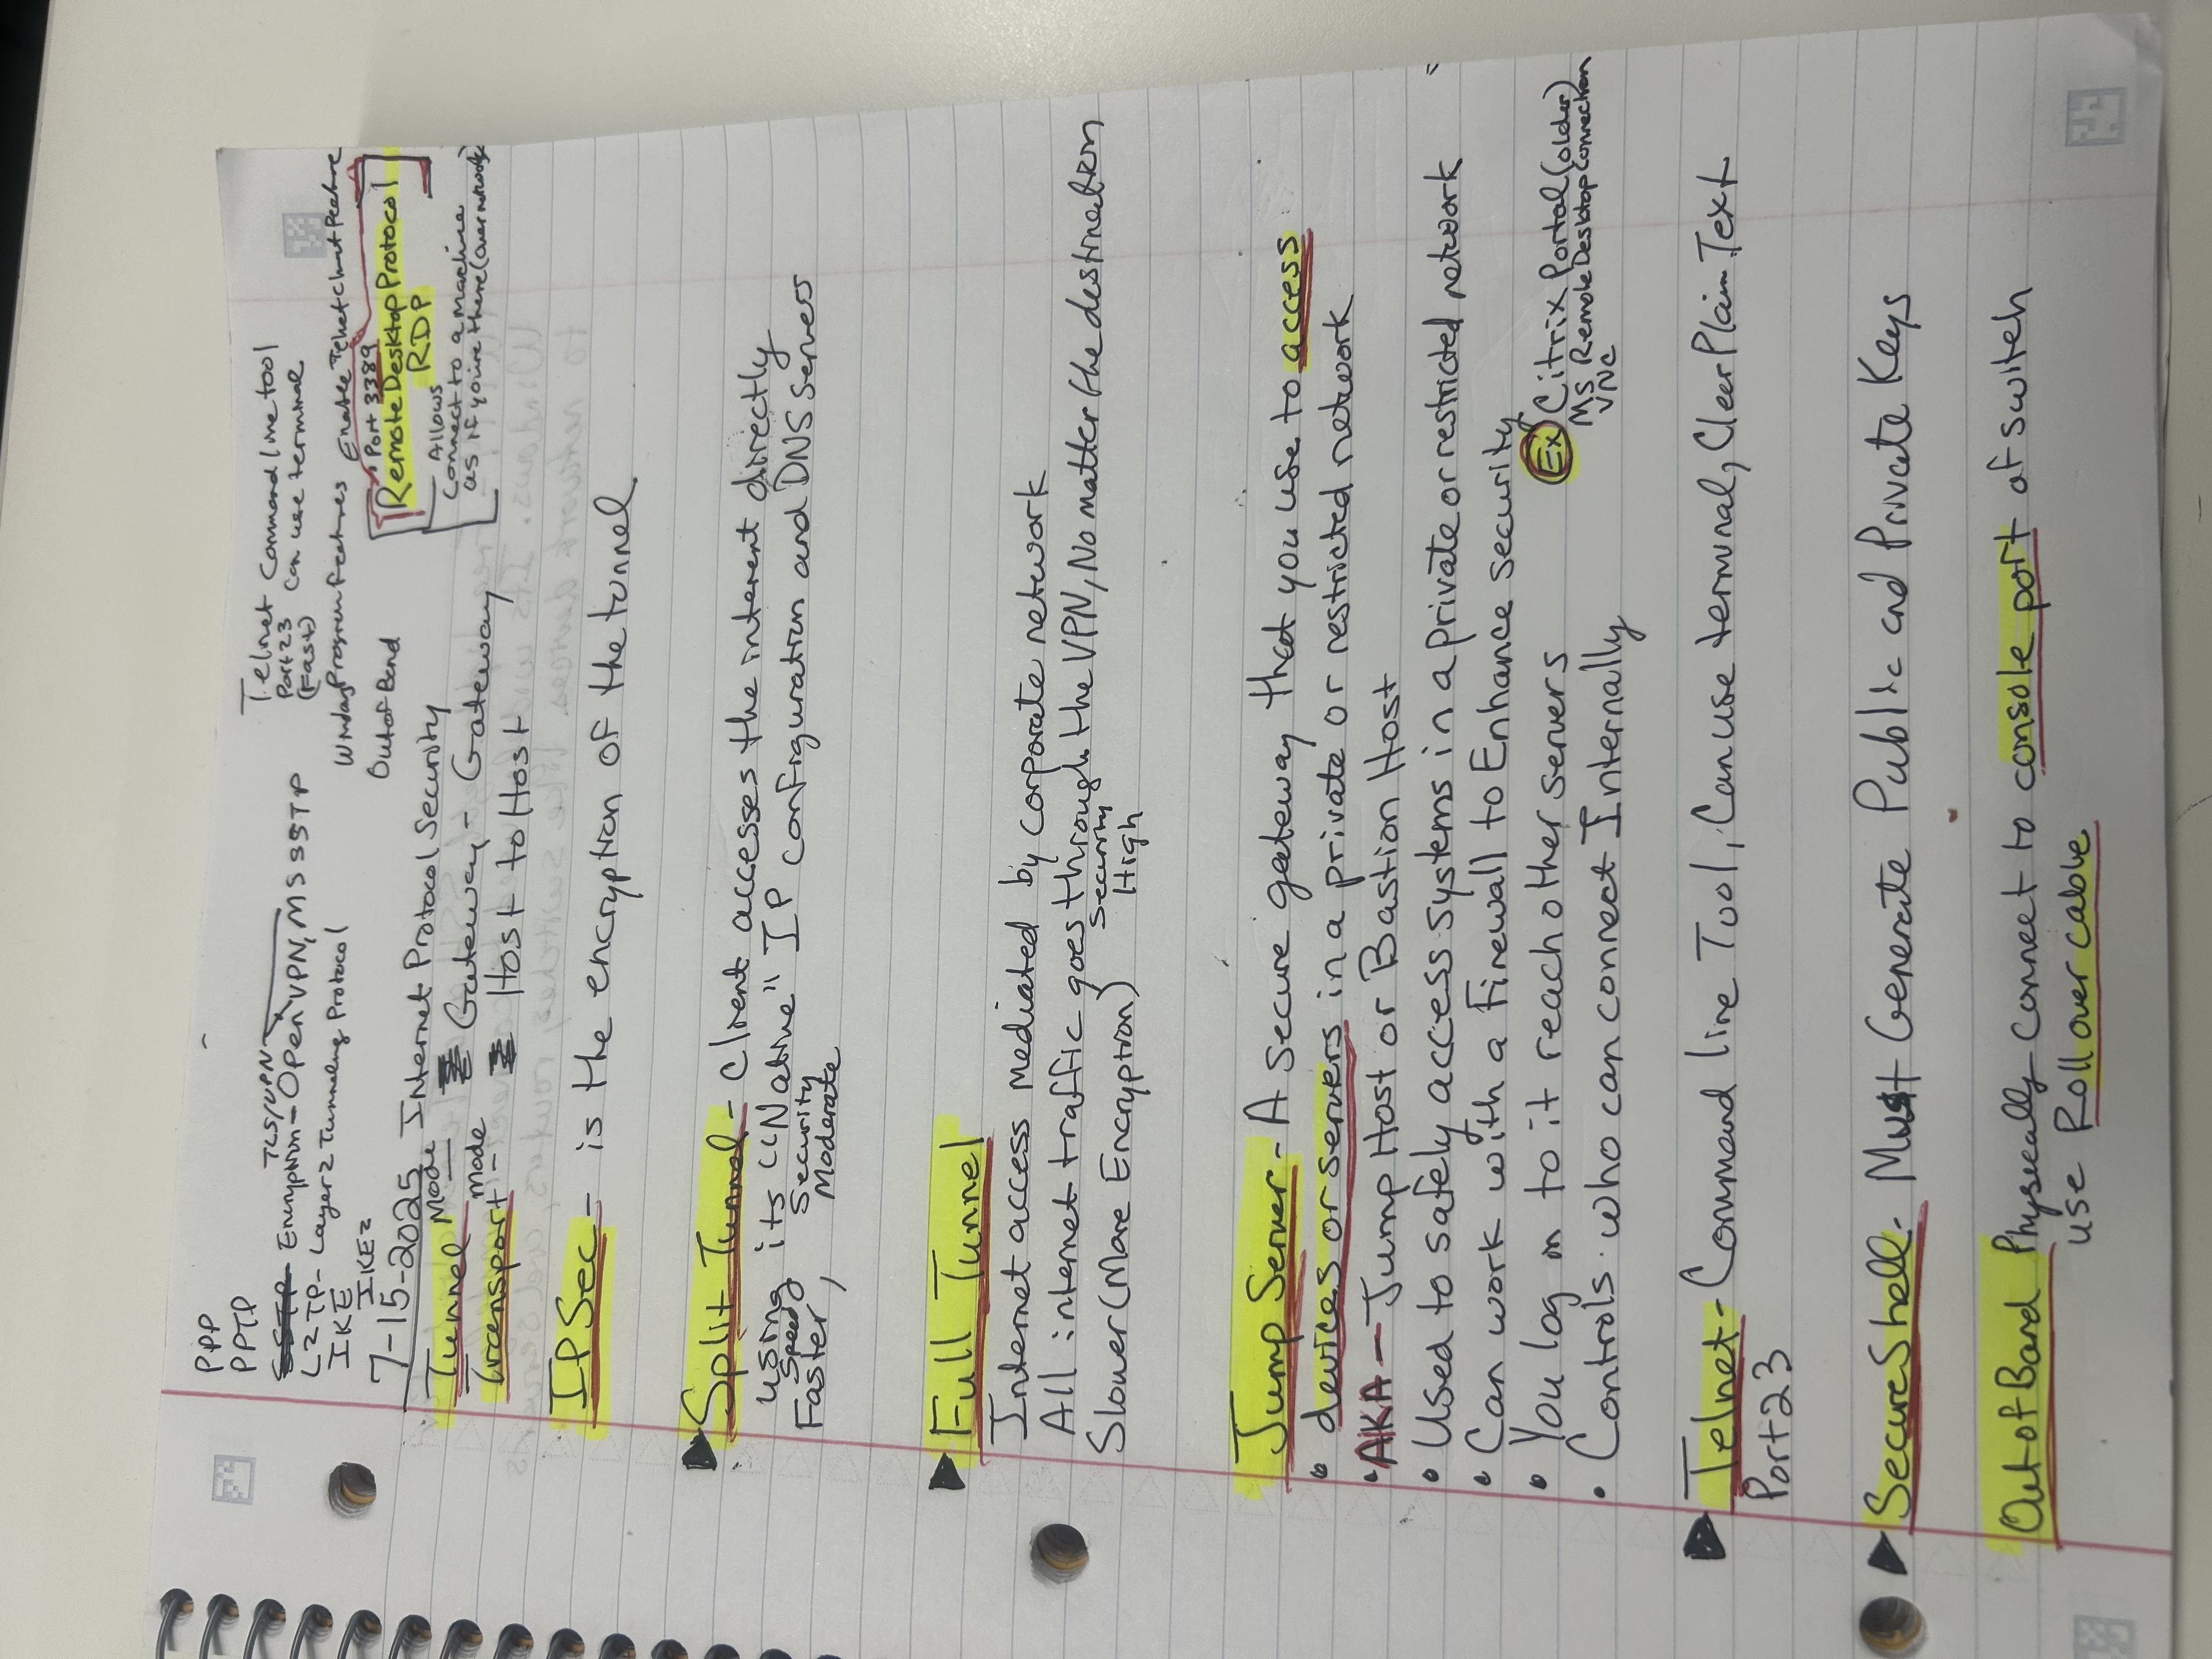 PPP
PPTP
TLS/VPN
SSTP - Encryption - Open VPN, MS SSTP
L2TP - Layer 2 Tunneling Protocol
IKE
IKE2
7-15-2025
Telnet Command line tool
Port 23 Can use terminal
(Fast)
Program Features Enable Telnet Client Feature
Out of Band
• Port 3389
Remote Desktop Protocol
RDP
Allows
Connect to a machine
as if you're there (over network)
Internet Protocol Security
Tunnel Mode Gateway - Gateway
Transport mode - Host to Host
IPSec - is the encryption of the tunnel
Split Tunnel - Client accesses the interent directly
using its "Native" IP configuration and DNS servers
Speed Security
Faster, Moderate
Full Tunnel
Internet access mediated by corporate network
All internet traffic goes through the VPN, No matter the destination
Security
Slower (More Encryption) High
Jump Server - A secure gateway that you use to access
• devices or servers in a private or restricted network
• AKA - Jump Host or Bastion Host
• Used to safely access systems in a private or restricted network
• Can work with a Firewall to Enhance security
• You log in to it reach other servers
• Controls who can connect Internally
Ex Citrix Portal (older)
MS Remote Desktop Connection
VNC
Telnet - Command line Tool, Can use terminal, Clear Plain Text
Port 23
Secure Shell - Must Generate Public and Private Keys
Out of Band Physically connect to console port of switch
use Rollover cable